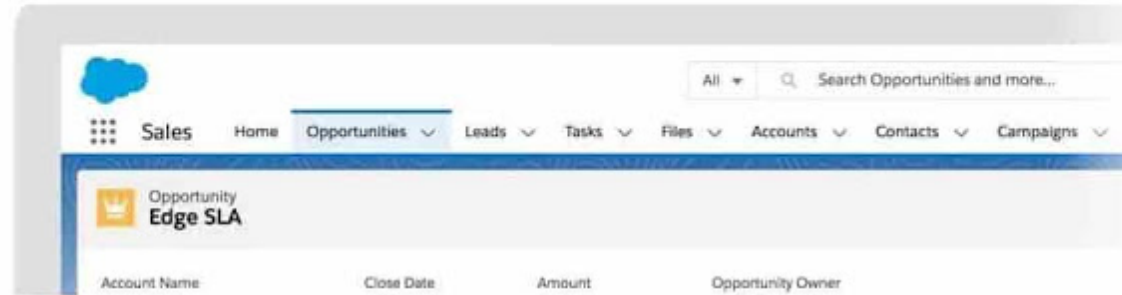 All Search Opportunities and more...
Sales Home Opportunities Leads Tasks Files Accounts Contacts Campaigns
Opportunity
Edge SLA
Account Name Close Date Amount Opportunity Owner